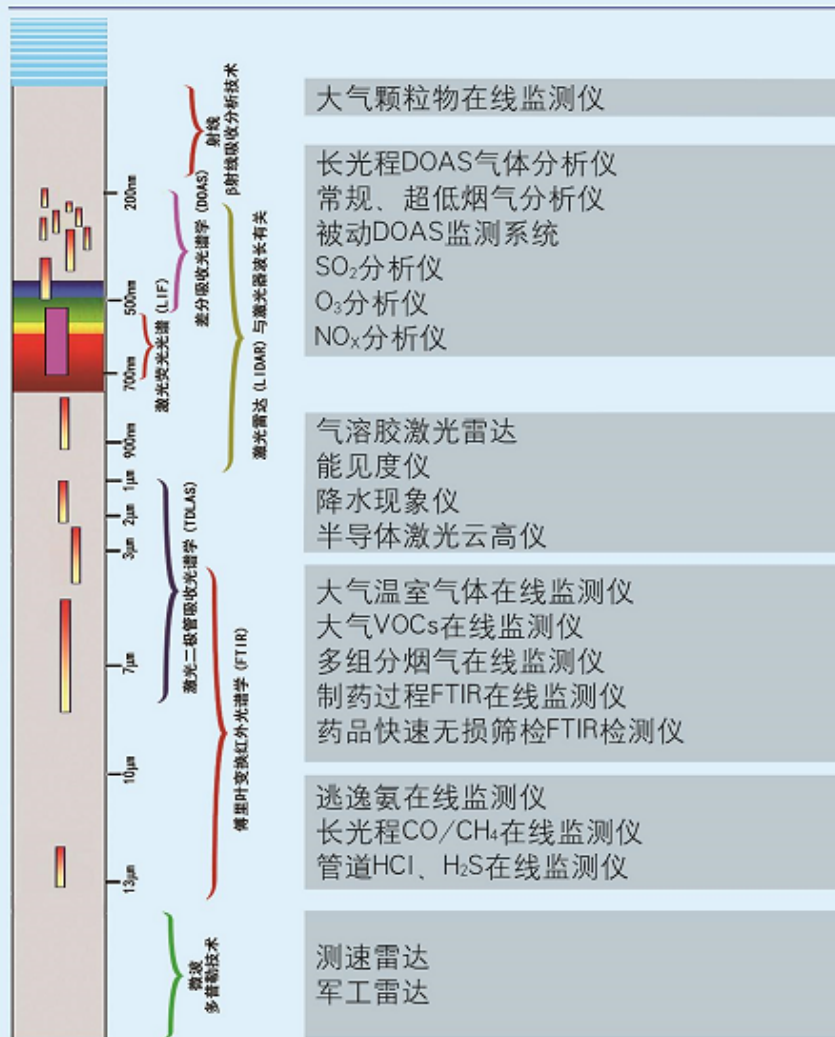 200nm
500nm
700nm
900nm
1μm
2μm
3μm
7μm
10μm
13μm
射线
β射线吸收分析技术
差分吸收光谱学(DOAS)
激光荧光光谱(LIF)
激光雷达(LIDAR)与激光器波长有关
激光二极管吸收光谱学(TDLAS)
傅里叶变换红外光谱学(FTIR)
微波
多普勒技术
大气颗粒物在线监测仪
长光程DOAS气体分析仪
常规、超低烟气分析仪
被动DOAS监测系统
SO₂分析仪
O₃分析仪
NOₓ分析仪
气溶胶激光雷达
能见度仪
降水现象仪
半导体激光云高仪
大气温室气体在线监测仪
大气VOCs在线监测仪
多组分烟气在线监测仪
制药过程FTIR在线监测仪
药品快速无损筛检FTIR检测仪
逃逸氨在线监测仪
长光程CO/CH₄在线监测仪
管道HCl、H₂S在线监测仪
测速雷达
军工雷达